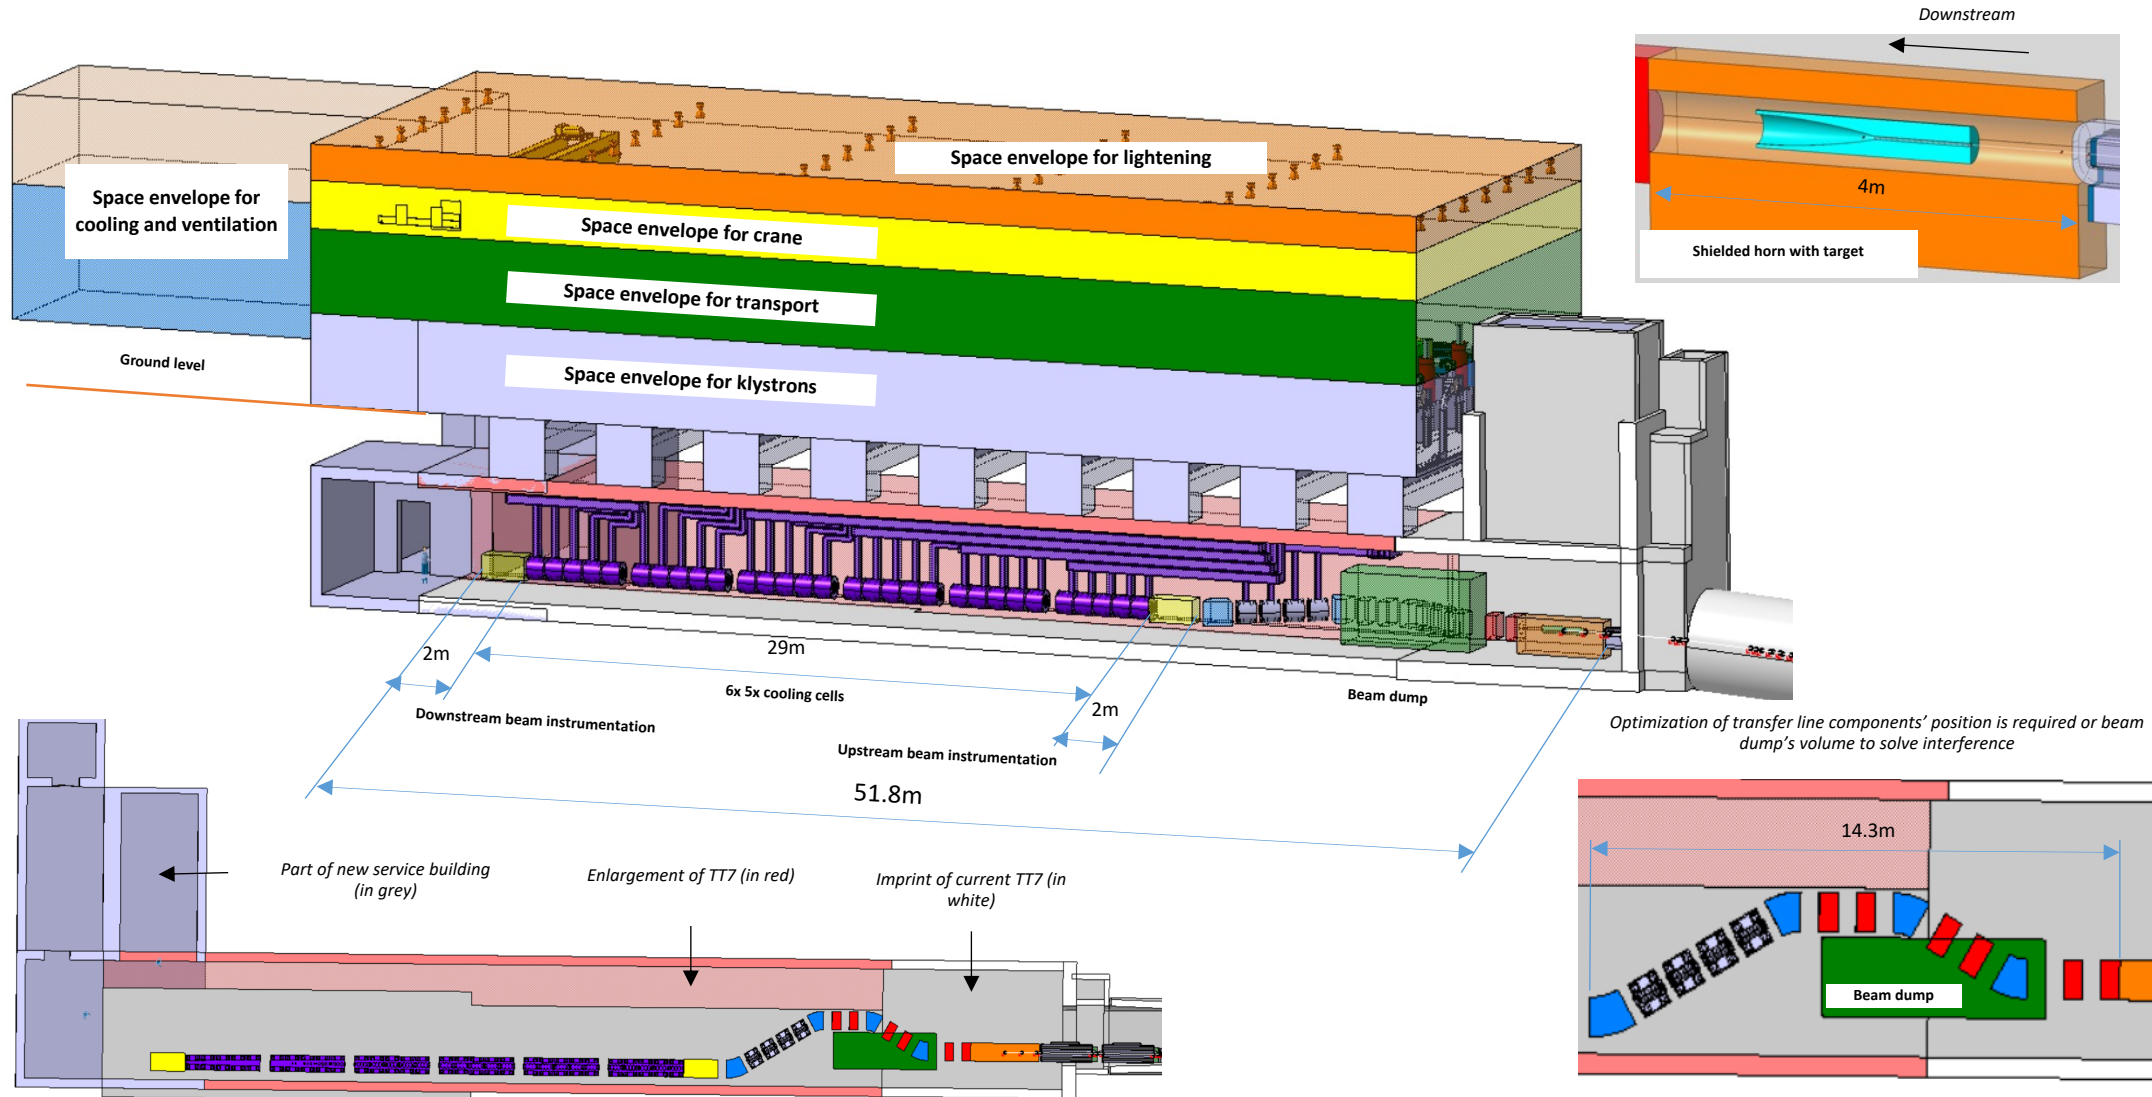 Downstream
Space envelope for lightening
Space envelope for
cooling and ventilation
Space envelope for crane
4m
Shielded horn with target
Space envelope for transport
Ground level
Space envelope for klystrons
2m
29m
6x 5x cooling cells
Beam dump
2m
Downstream beam instrumentation
Upstream beam instrumentation
51.8m
Optimization of transfer line components' position is required or beam
dump's volume to solve interference
14.3m
Part of new service building
(in grey)
Enlargement of TT7 (in red)
Imprint of current TT7 (in
white)
Beam dump